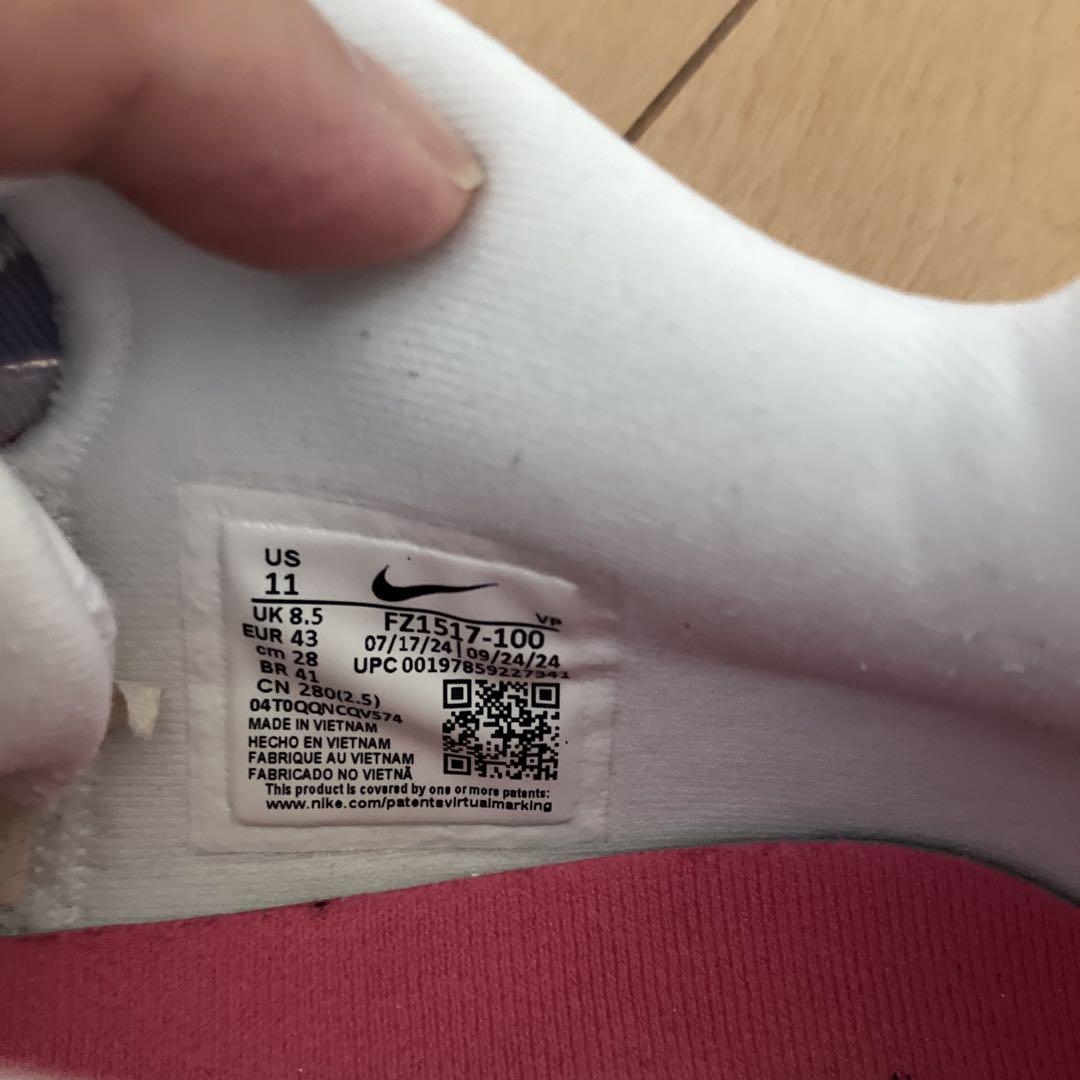 US
11
UK 8.5
EUR 43
cm 28
BR 41
CN 280(2.5)
04T0QQNCQV574
VP
FZ1517-100
07/17/24 | 09/24/24
UPC 00197859227341
MADE IN VIETNAM
HECHO EN VIETNAM
FABRIQUE AU VIETNAM
FABRICADO NO VIETNÃ
This product is covered by one or more patents:
www.nike.com/patentsvirtualmarking